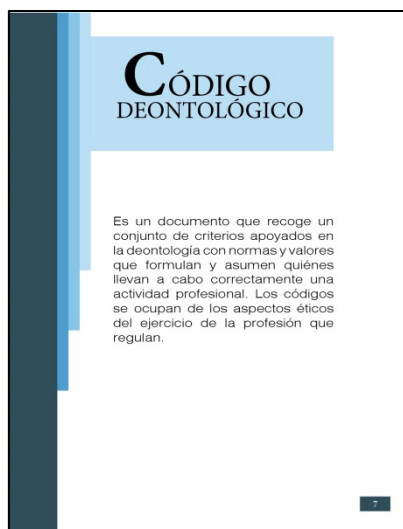 CÓDIGO
DEONTOLÓGICO
Es un documento que recoge un
conjunto de criterios apoyados en
la deontología con normas y valores
que formulan y asumen quiénes
llevan a cabo correctamente una
actividad profesional. Los códigos
se ocupan de los aspectos éticos
del ejercicio de la profesión que
regulan.
7